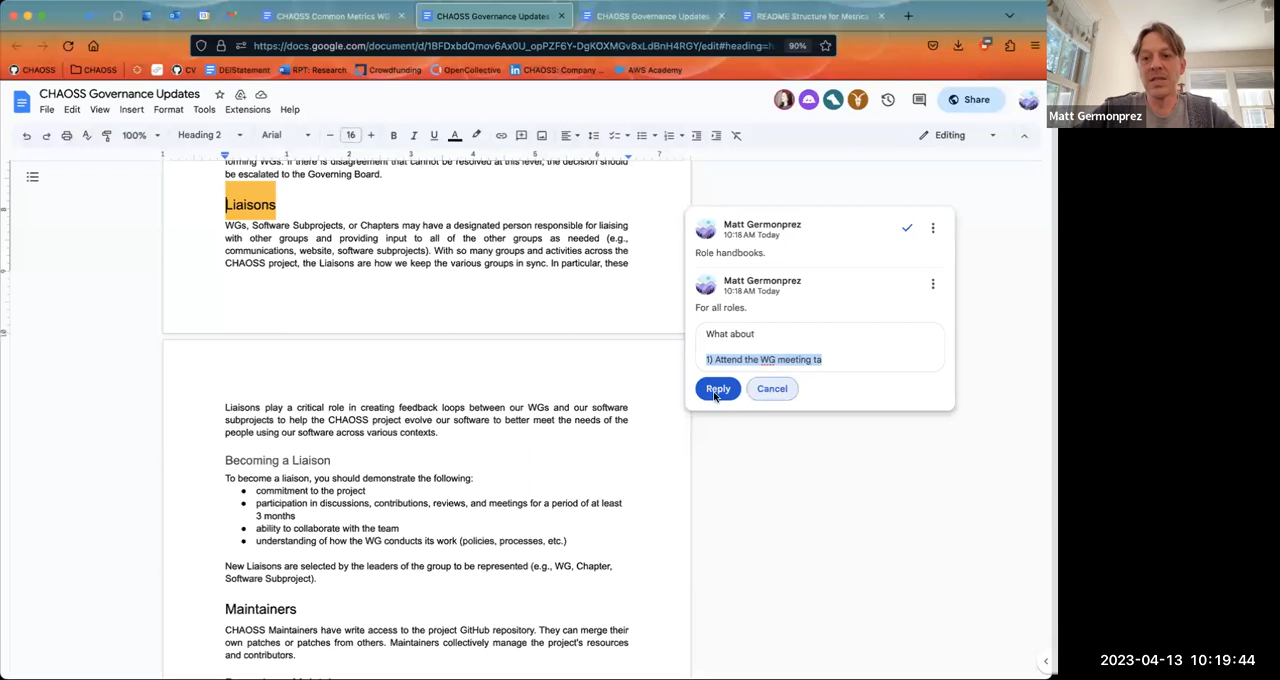 CHAOSS Common Metrics WG
CHAOSS Governance Updates
CHAOSS Governance Updates
README Structure for Metrics
https://docs.google.com/document/d/1BFDxbdQmov6Ax0U_opPZF6Y-DgKOXMGv8xLdBnH4RGY/edit#heading=h
90%
CHAOSS
CHAOSS
CV
DEIStatement
RPT: Research
Crowdfunding
OpenCollective
CHAOSS: Company ...
AWS Academy
CHAOSS Governance Updates
File Edit View Insert Format Tools Extensions Help
Share
100% Heading 2 Arial 16 B I U A
Editing
1 1 2 3 4 5 6 7
forming WGs. If there is disagreement that cannot be resolved at this level, the decision should
be escalated to the Governing Board.
Liaisons
WGs, Software Subprojects, or Chapters may have a designated person responsible for liaising
with other groups and providing input to all of the other groups as needed (e.g.,
communications, website, software subprojects). With so many groups and activities across the
CHAOSS project, the Liaisons are how we keep the various groups in sync. In particular, these
Liaisons play a critical role in creating feedback loops between our WGs and our software
subprojects to help the CHAOSS project evolve our software to better meet the needs of the
people using our software across various contexts.
Becoming a Liaison
To become a liaison, you should demonstrate the following:
● commitment to the project
● participation in discussions, contributions, reviews, and meetings for a period of at least
3 months
● ability to collaborate with the team
● understanding of how the WG conducts its work (policies, processes, etc.)
New Liaisons are selected by the leaders of the group to be represented (e.g., WG, Chapter,
Software Subproject).
Maintainers
CHAOSS Maintainers have write access to the project GitHub repository. They can merge their
own patches or patches from others. Maintainers collectively manage the project's resources
and contributors.
Matt Germonprez
10:18 AM Today
Role handbooks.
Matt Germonprez
10:18 AM Today
For all roles.
What about
1) Attend the WG meeting ta
Reply
Cancel
Matt Germonprez
2023-04-13 10:19:44